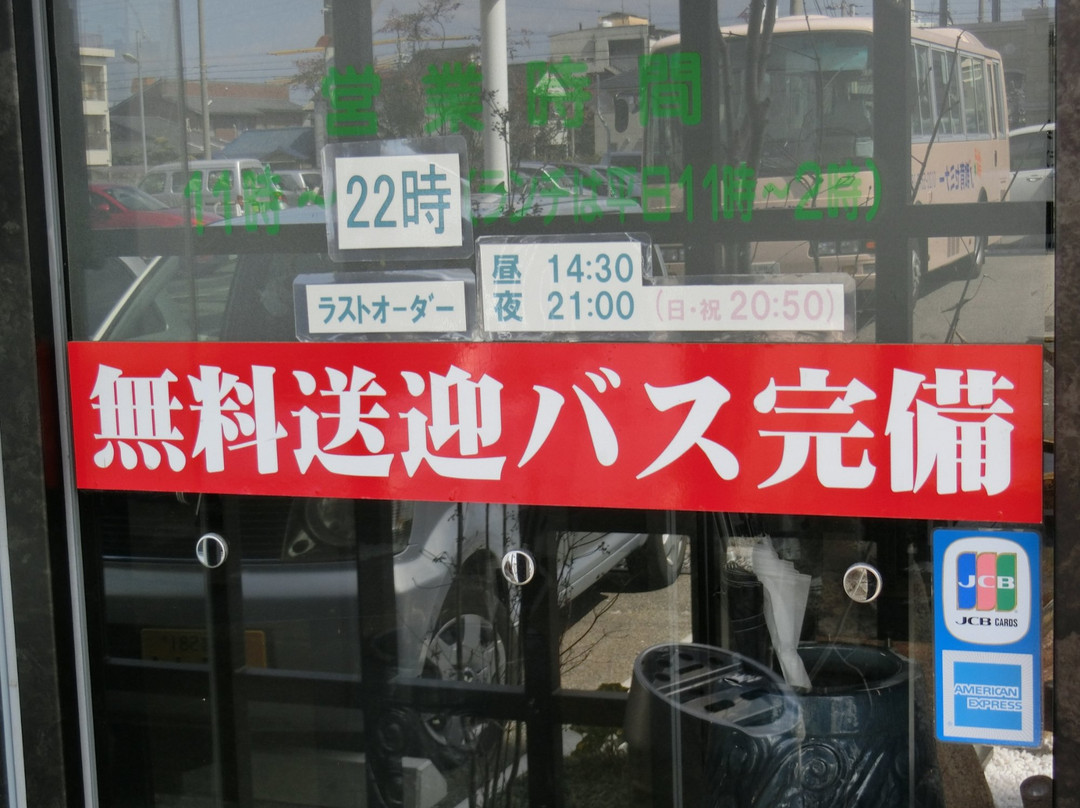 営業時間
11時～22時(ランチは平日11時～2時)
昼 14:30
ラストオーダー 夜 21:00 (日・祝 20:50)
無料送迎バス完備
JCB
JCB CARDS
AMERICAN
EXPRESS